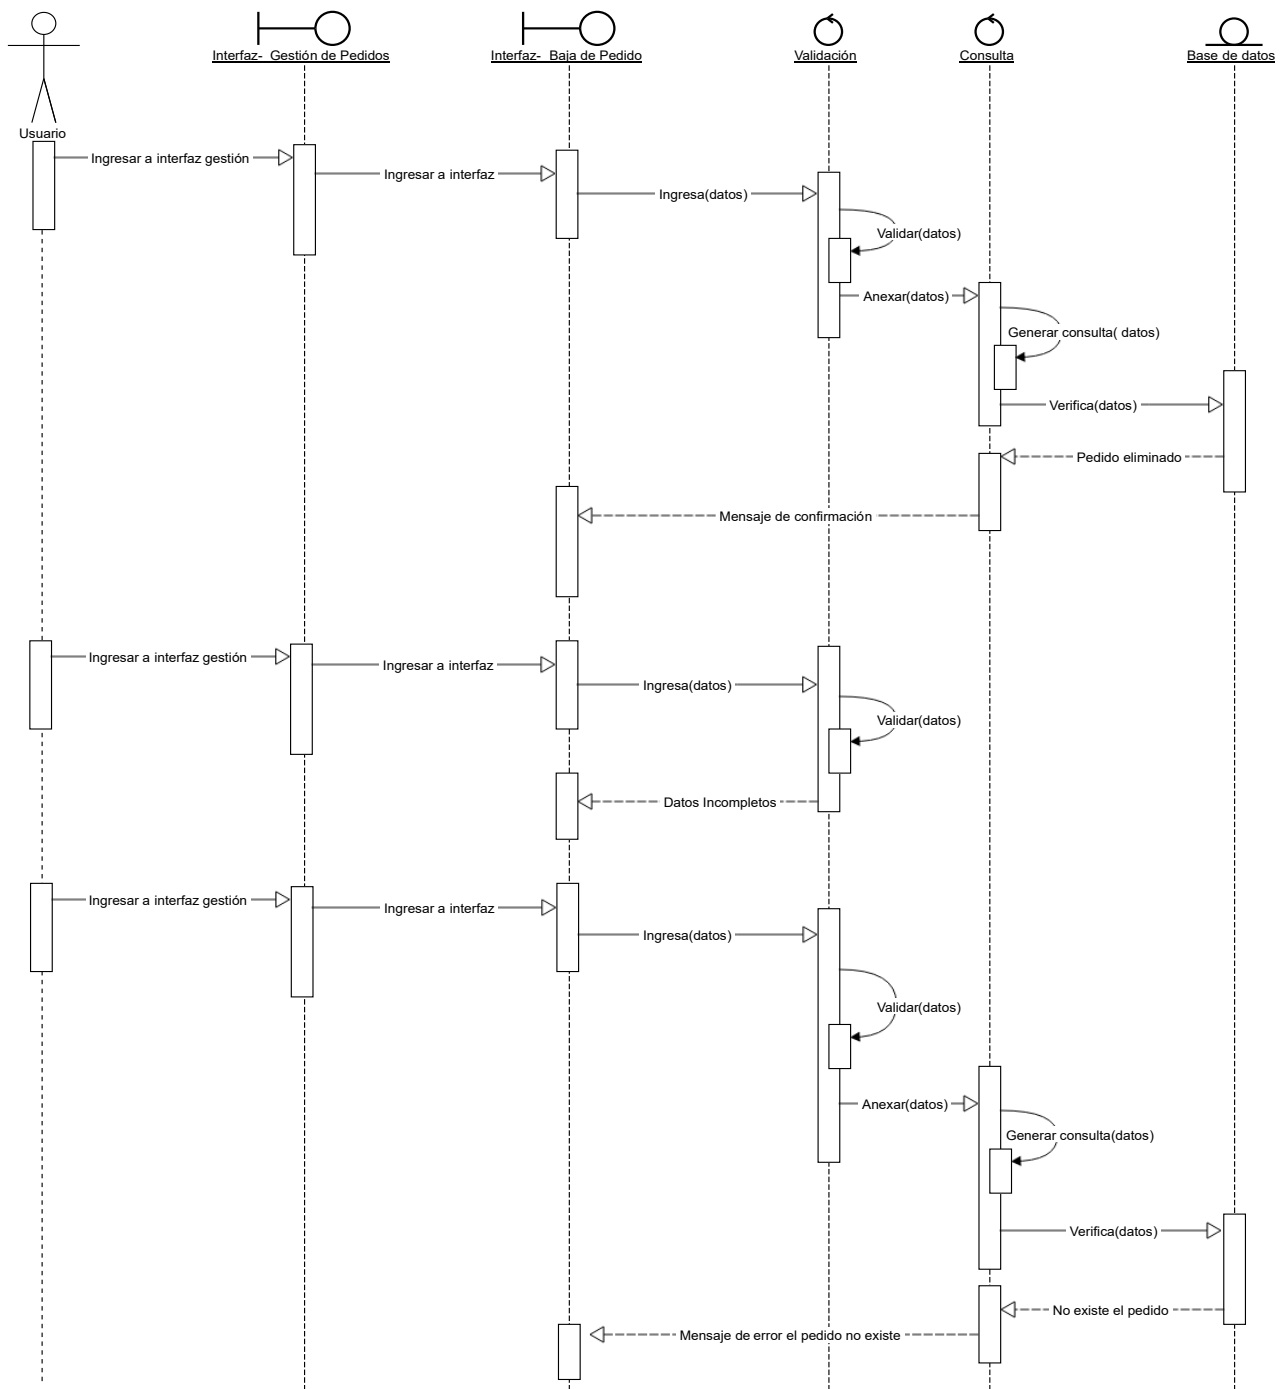 Interfaz-  Gestión de Pedidos
Interfaz-  Baja de Pedido
Validación
Consulta
Base de datos
Usuario
Ingresar a interfaz gestión
Ingresar a interfaz
Ingresa(datos)
Validar(datos)
Anexar(datos)
Generar consulta( datos)
Verifica(datos)
Pedido eliminado
Mensaje de confirmación
Ingresar a interfaz gestión
Ingresar a interfaz
Ingresa(datos)
Validar(datos)
Datos Incompletos
Ingresar a interfaz gestión
Ingresar a interfaz
Ingresa(datos)
Validar(datos)
Anexar(datos)
Generar consulta(datos)
Verifica(datos)
No existe el pedido
Mensaje de error el pedido no existe